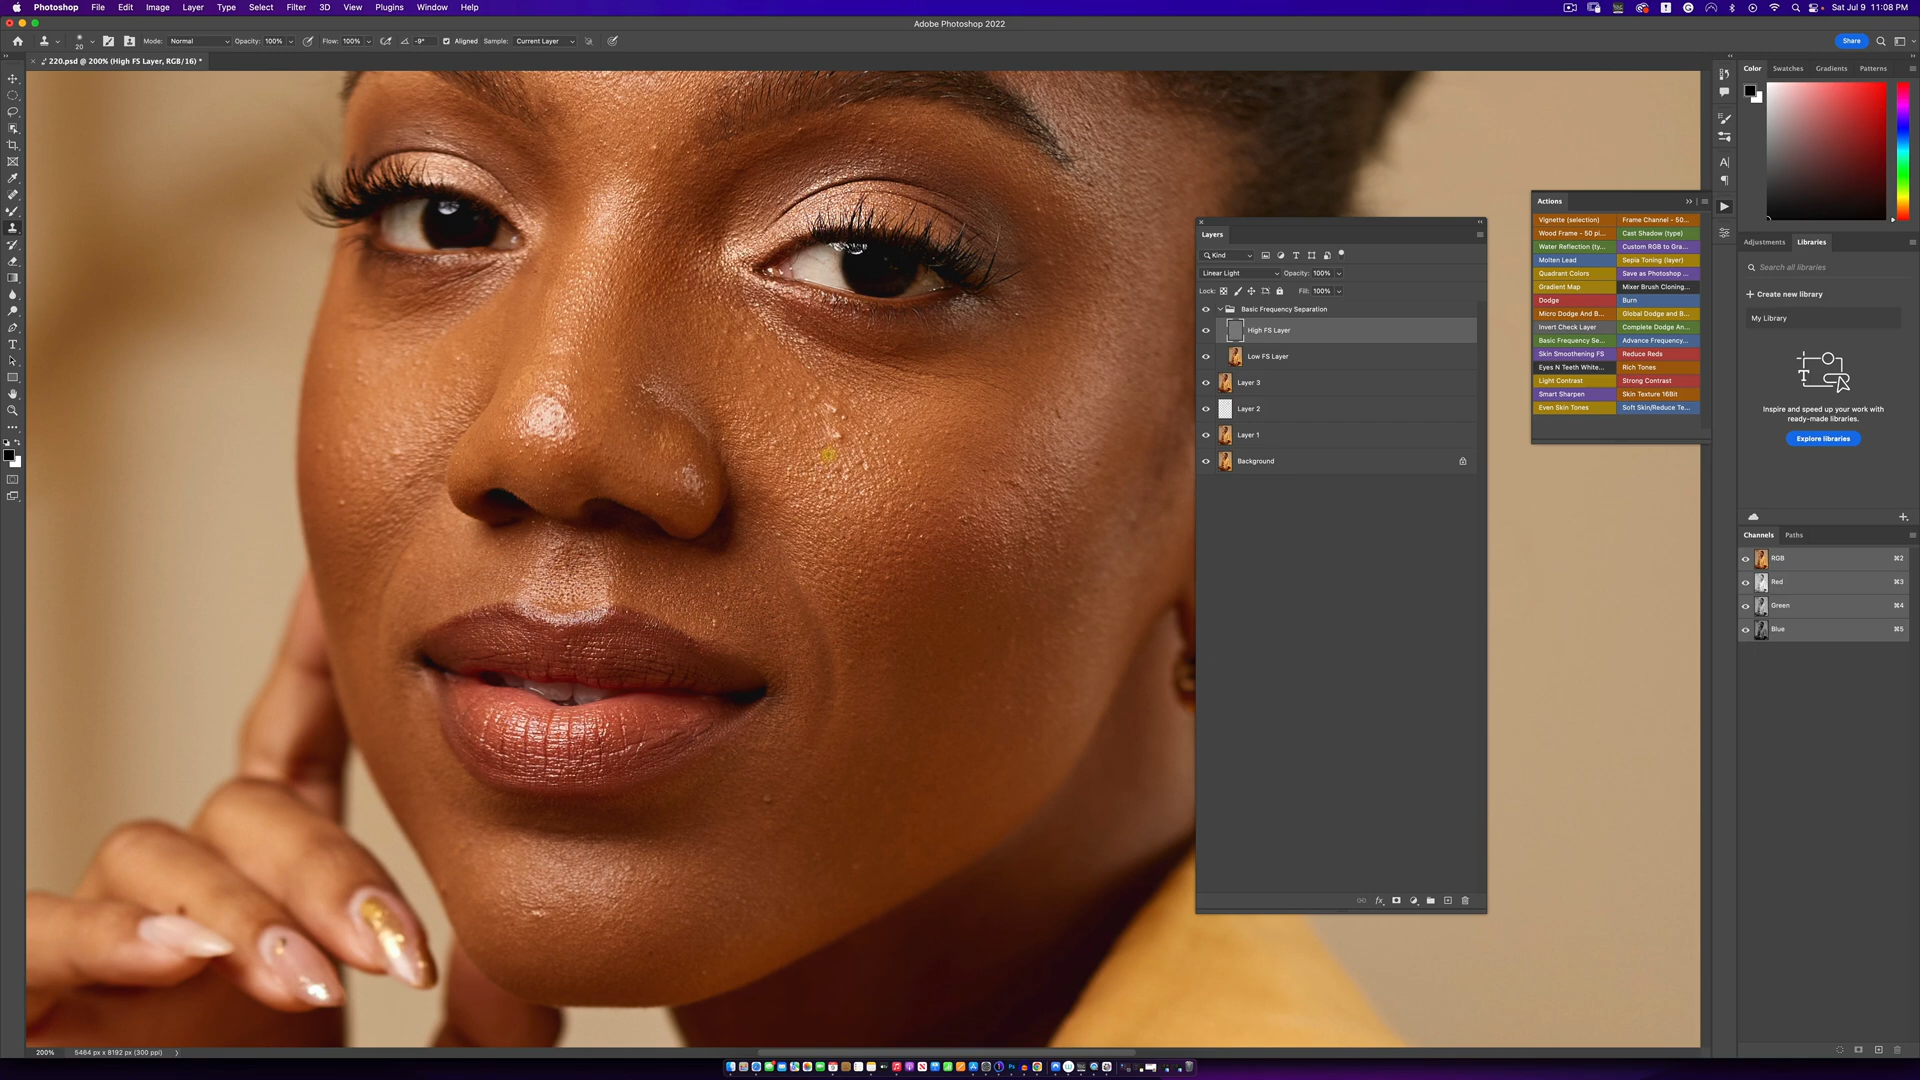 Photoshop File Edit Image Layer Type Select Filter 3D View Plugins Window Help
Sat Jul 9 11:08 PM
Adobe Photoshop 2022
20
Mode: Normal Opacity: 100% Flow: 100% -9° Aligned Sample: Current Layer
Share
220.psd @ 200% (High FS Layer, RGB/16) *
Layers
Kind
Linear Light Opacity: 100%
Lock: Fill: 100%
Basic Frequency Separation
High FS Layer
Low FS Layer
Layer 3
Layer 2
Layer 1
Background
fx
Actions
Vignette (selection) Frame Channel - 50...
Wood Frame - 50 pi... Cast Shadow (type)
Water Reflection (ty... Custom RGB to Gra...
Molten Lead Sepia Toning (layer)
Quadrant Colors Save as Photoshop ...
Gradient Map Mixer Brush Cloning...
Dodge Burn
Micro Dodge And B... Global Dodge and B...
Invert Check Layer Complete Dodge An...
Basic Frequency Se... Advance Frequency...
Skin Smoothening FS Reduce Reds
Eyes N Teeth White... Rich Tones
Light Contrast Strong Contrast
Smart Sharpen Skin Texture 16Bit
Even Skin Tones Soft Skin/Reduce Te...
Color Swatches Gradients Patterns
Adjustments Libraries
Search all libraries
Create new library
My Library
Inspire and speed up your work with
ready-made libraries.
Explore libraries
Channels Paths
RGB ⌘2
Red ⌘3
Green ⌘4
Blue ⌘5
200% 5464 px x 8192 px (300 ppi)